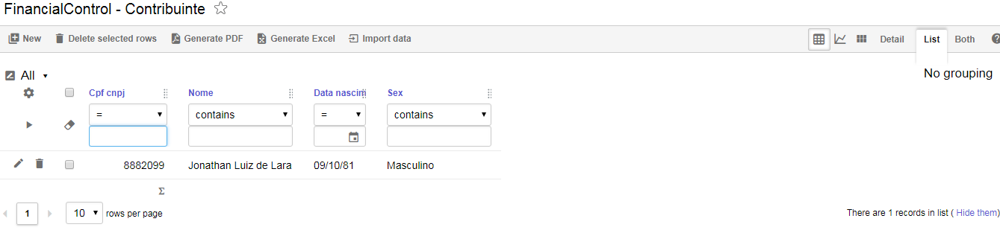 FinancialControl - Contribuinte
New Delete selected rows Generate PDF Generate Excel Import data Detail List Both ?
No grouping
All
Cpf cnpj Nome Data nascim Sex
= contains = contains
8882099 Jonathan Luiz de Lara 09/10/81 Masculino
Σ
1 10 rows per page There are 1 records in list ( Hide them)